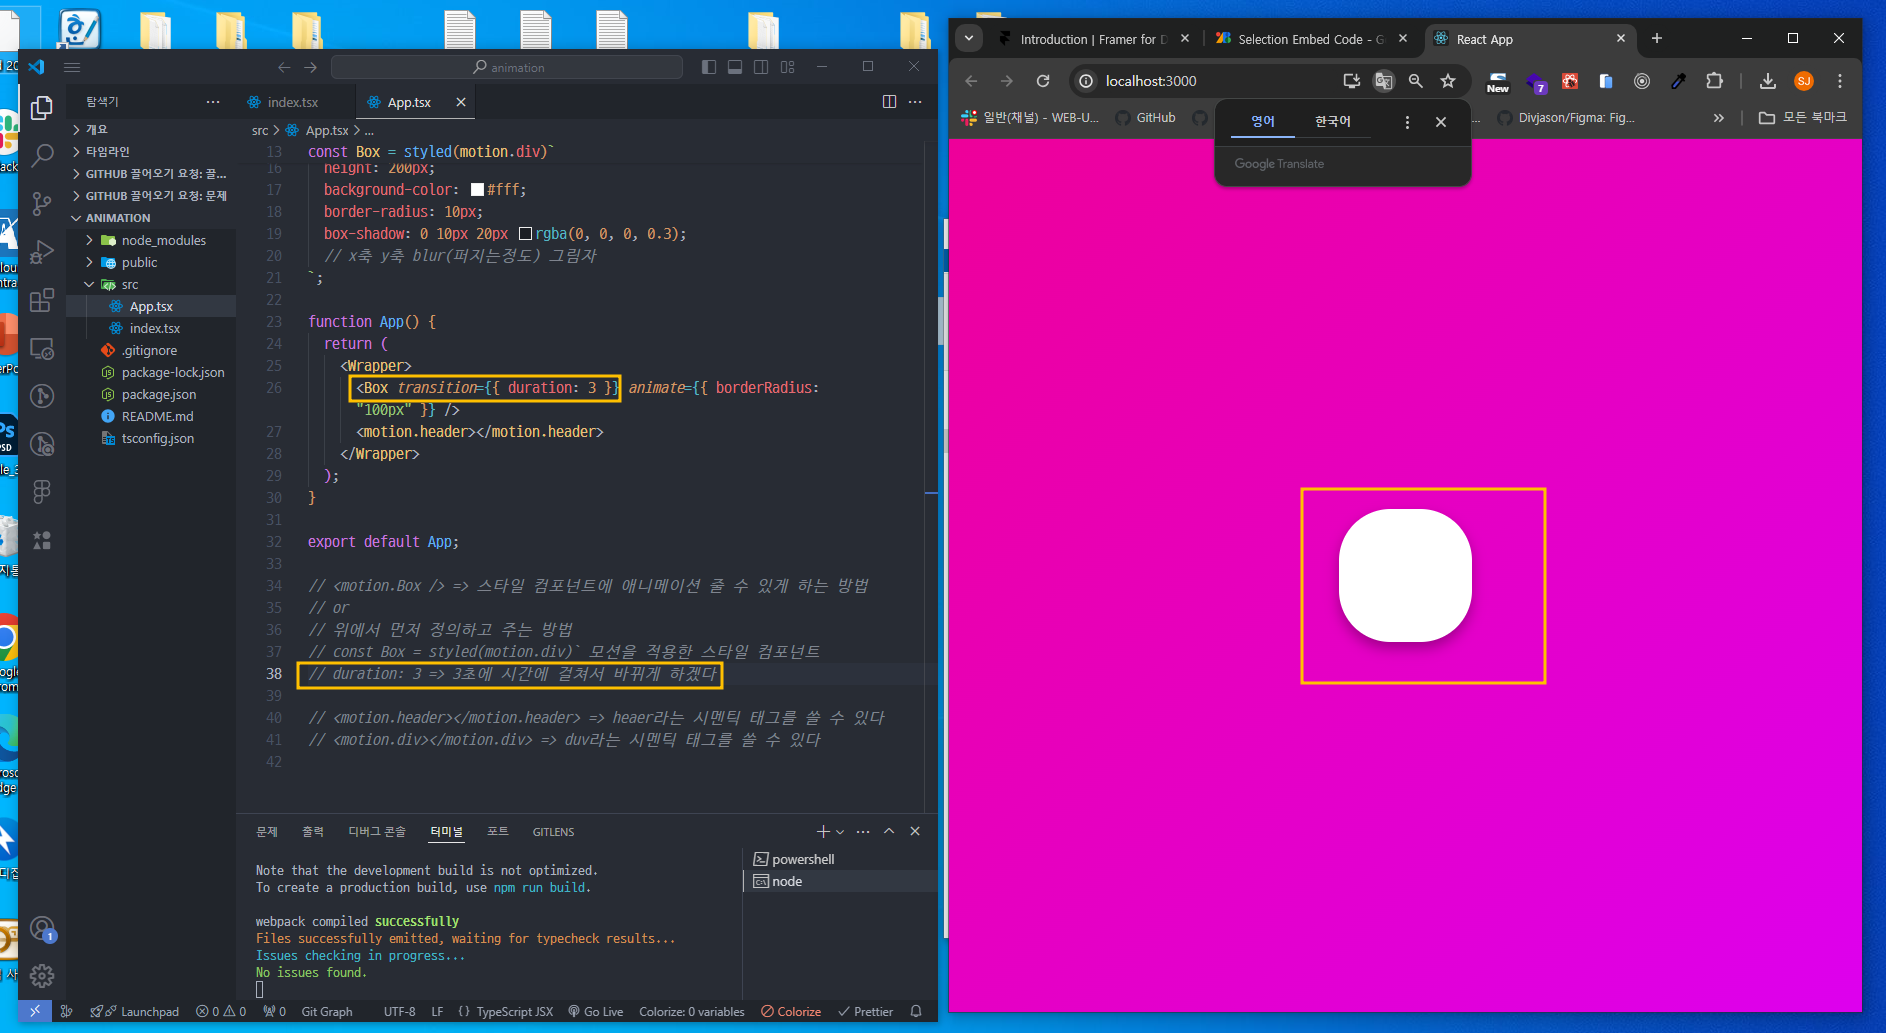 animation
탐색기
개요
타임라인
GITHUB 끌어오기 요청: 끌...
GITHUB 끌어오기 요청: 문제
ANIMATION
node_modules
public
src
App.tsx
index.tsx
.gitignore
package-lock.json
package.json
README.md
tsconfig.json
index.tsx
App.tsx
src > App.tsx > ...
13 const Box = styled(motion.div)`
16 height: 200px;
17 background-color: #fff;
18 border-radius: 10px;
19 box-shadow: 0 10px 20px rgba(0, 0, 0, 0.3);
20 // x축 y축 blur(퍼지는정도) 그림자
21 `;
22
23 function App() {
24 return (
25 <Wrapper>
26 <Box transition={{ duration: 3 }} animate={{ borderRadius:
"100px" }} />
27 <motion.header></motion.header>
28 </Wrapper>
29 );
30 }
31
32 export default App;
33
34 // <motion.Box /> => 스타일 컴포넌트에 애니메이션 줄 수 있게 하는 방법
35 // or
36 // 위에서 먼저 정의하고 주는 방법
37 // const Box = styled(motion.div)` 모션을 적용한 스타일 컴포넌트
38 // duration: 3 => 3초에 시간에 걸쳐서 바뀌게 하겠다
39
40 // <motion.header></motion.header> => heaer라는 시멘틱 태그를 쓸 수 있다
41 // <motion.div></motion.div> => duv라는 시멘틱 태그를 쓸 수 있다
42
문제 출력 디버그 콘솔 터미널 포트 GITLENS
Note that the development build is not optimized.
To create a production build, use npm run build.
webpack compiled successfully
Files successfully emitted, waiting for typecheck results...
Issues checking in progress...
No issues found.
powershell
node
1
Launchpad 0 0 0 Git Graph UTF-8 LF {} TypeScript JSX Go Live Colorize: 0 variables Colorize Prettier
Introduction | Framer for D
Selection Embed Code - G
React App
localhost:3000
New
7
SJ
일반(채널) - WEB-U...
GitHub
Divjason/Figma: Fig...
모든 북마크
영어 한국어
Google Translate